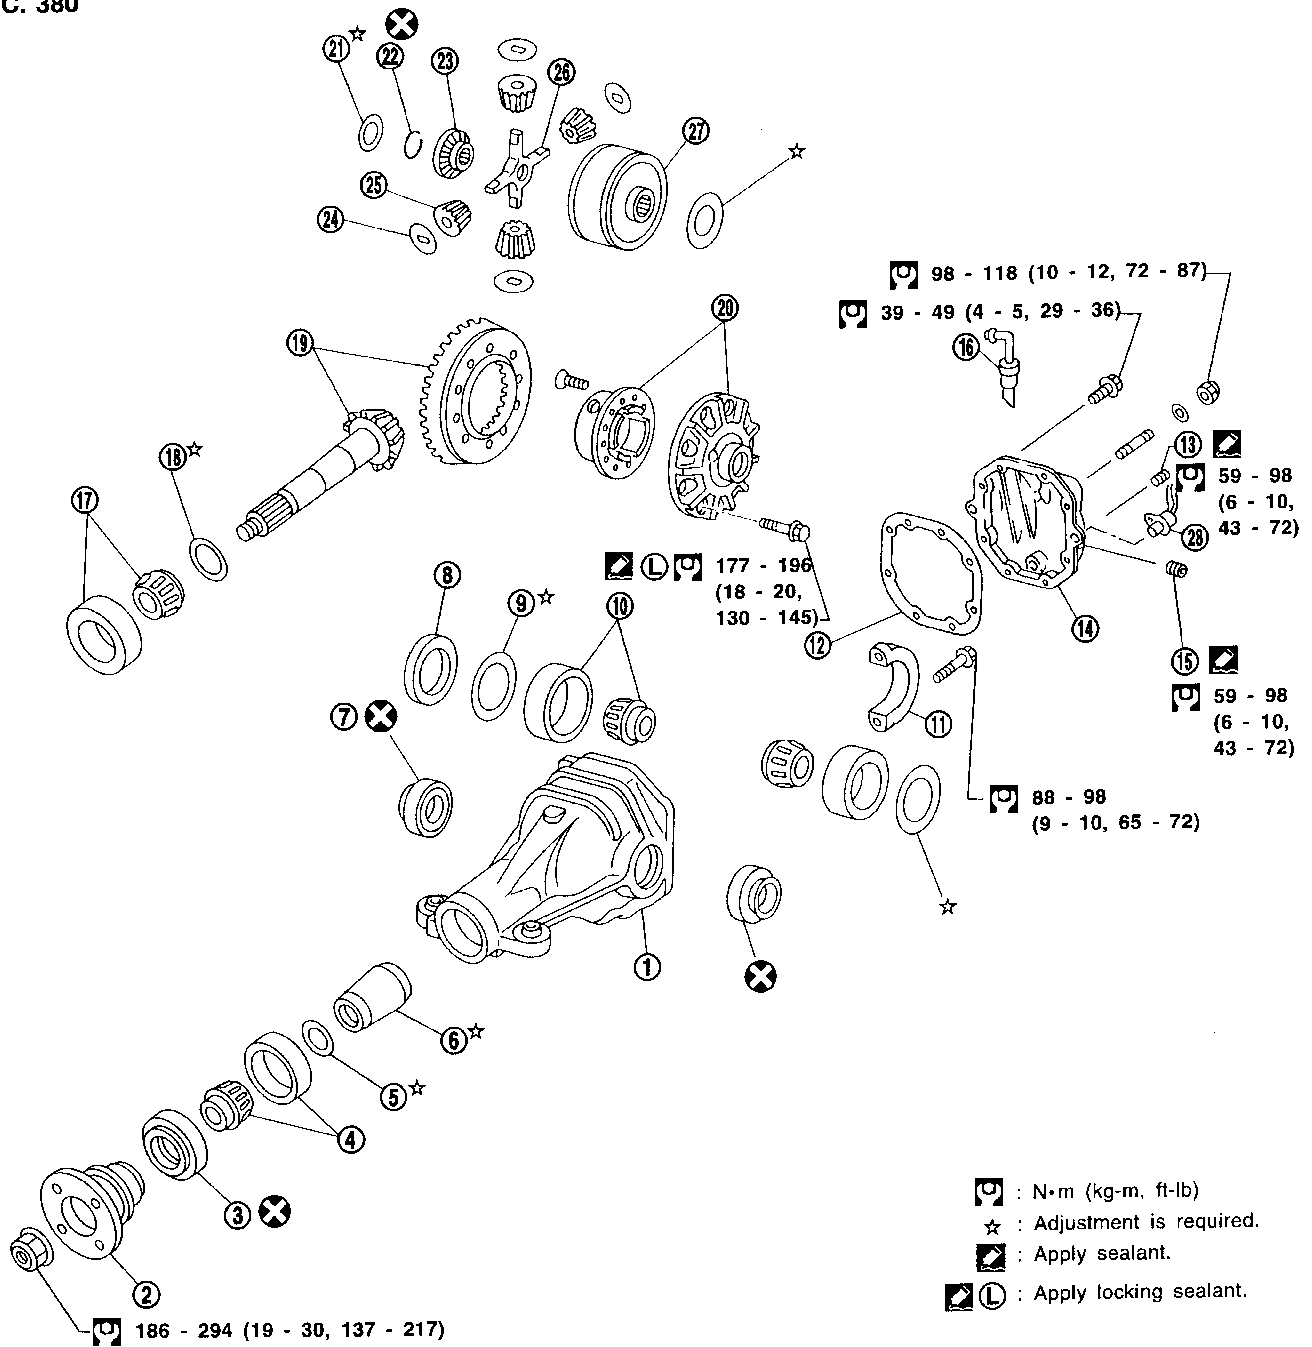 C. 380
21 ☆
22
23
26
27
☆
25
24
98 - 118 (10 - 12, 72 - 87)
39 - 49 (4 - 5, 29 - 36)
20
16
19
18 ☆
13
59 - 98
(6 - 10,
43 - 72)
17
28
L 177 - 196
(18 - 20,
130 - 145)
8
9 ☆
10
12
14
15
59 - 98
(6 - 10,
43 - 72)
7
11
88 - 98
(9 - 10, 65 - 72)
☆
1
6 ☆
5 ☆
4
3
2
186 - 294 (19 - 30, 137 - 217)
: N•m (kg-m, ft-lb)
☆ : Adjustment is required.
: Apply sealant.
L : Apply locking sealant.